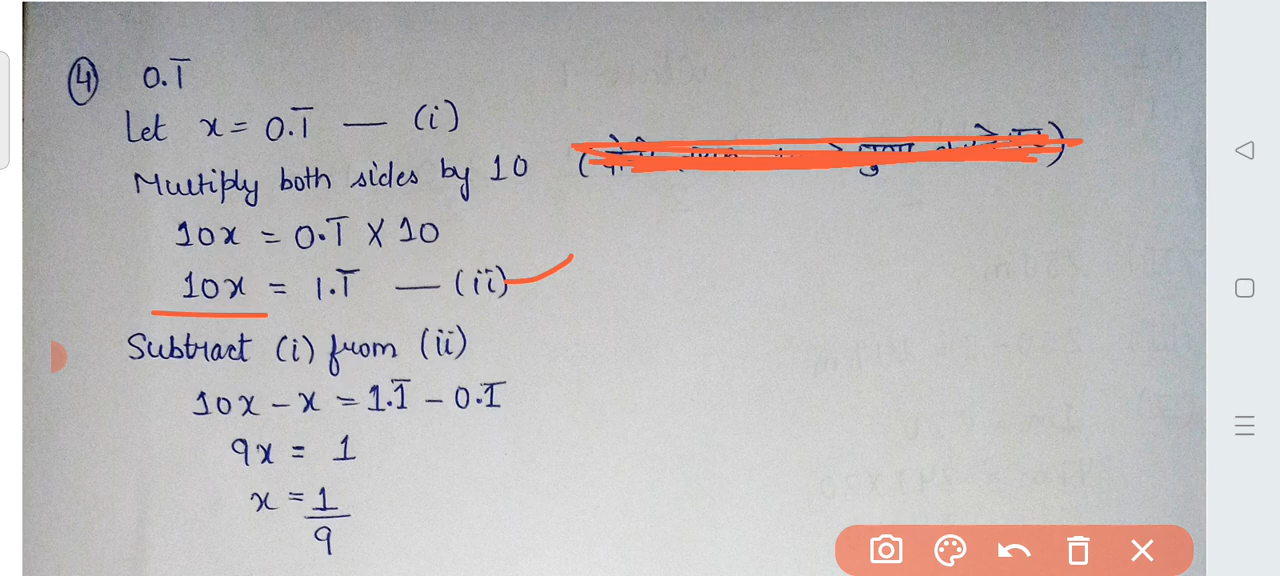 ④ 0.1̅
Let x = 0.1̅ — (i)
Multiply both sides by 10
10x = 0.1̅ X 10
10x = 1.1̅ — (ii)
Subtract (i) from (ii)
10x - x = 1.1̅ - 0.1̅
9x = 1
x = 1
9